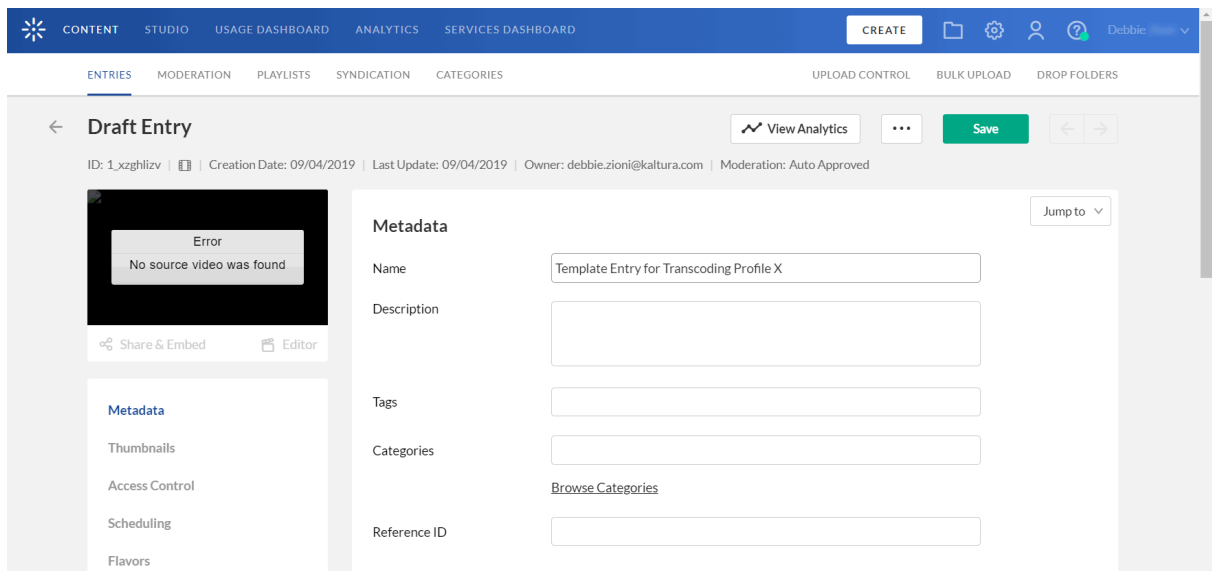 CONTENT STUDIO USAGE DASHBOARD ANALYTICS SERVICES DASHBOARD CREATE Debbie
ENTRIES MODERATION PLAYLISTS SYNDICATION CATEGORIES UPLOAD CONTROL BULK UPLOAD DROP FOLDERS
Draft Entry View Analytics ... Save
ID: 1_xzghlizv | | Creation Date: 09/04/2019 | Last Update: 09/04/2019 | Owner: debbie.zioni@kaltura.com | Moderation: Auto Approved
Error
No source video was found
Share & Embed Editor
Metadata
Thumbnails
Access Control
Scheduling
Flavors
Jump to
Metadata
Name Template Entry for Transcoding Profile X
Description
Tags
Categories
Browse Categories
Reference ID